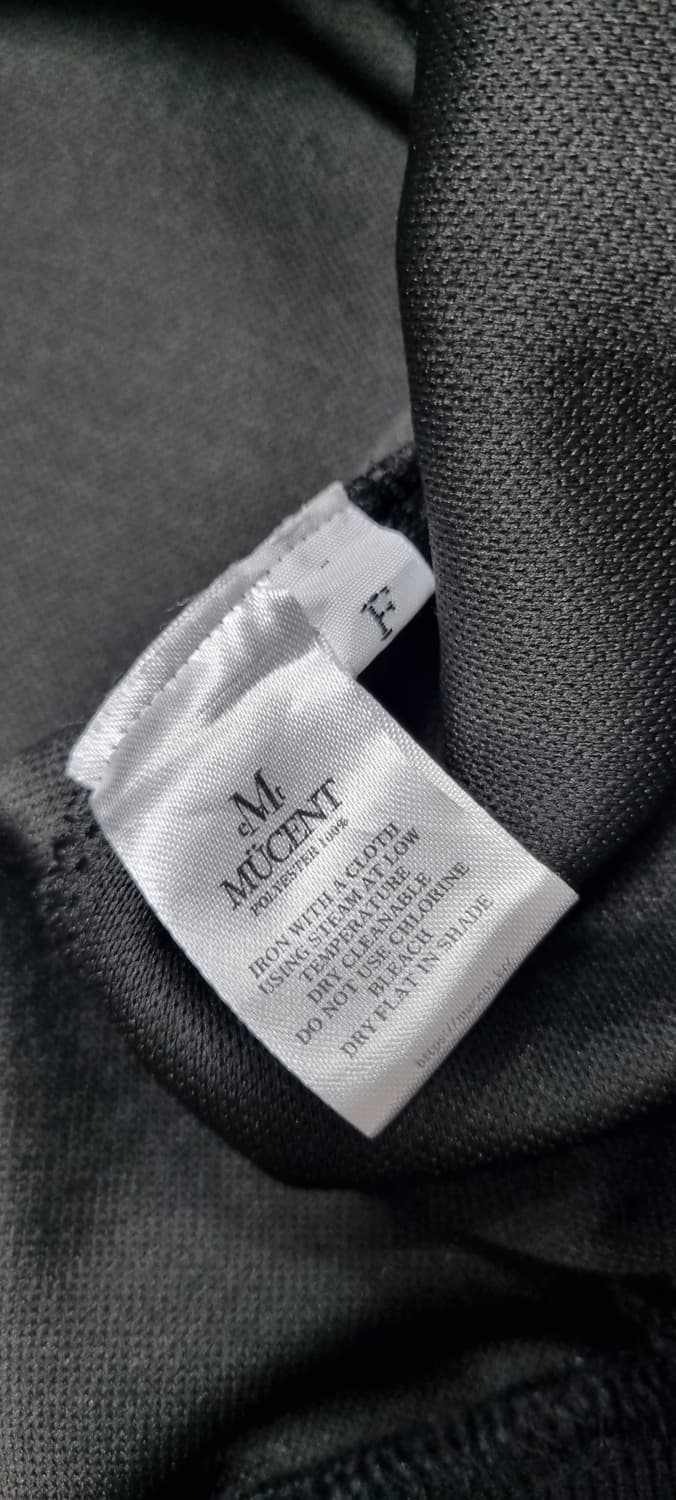 F
MÜCENT
POLYESTER 100%
IRON WITH A CLOTH
USING STEAM AT LOW
TEMPERATURE
DRY CLEANABLE
DO NOT USE CHLORINE
BLEACH
DRY FLAT IN SHADE